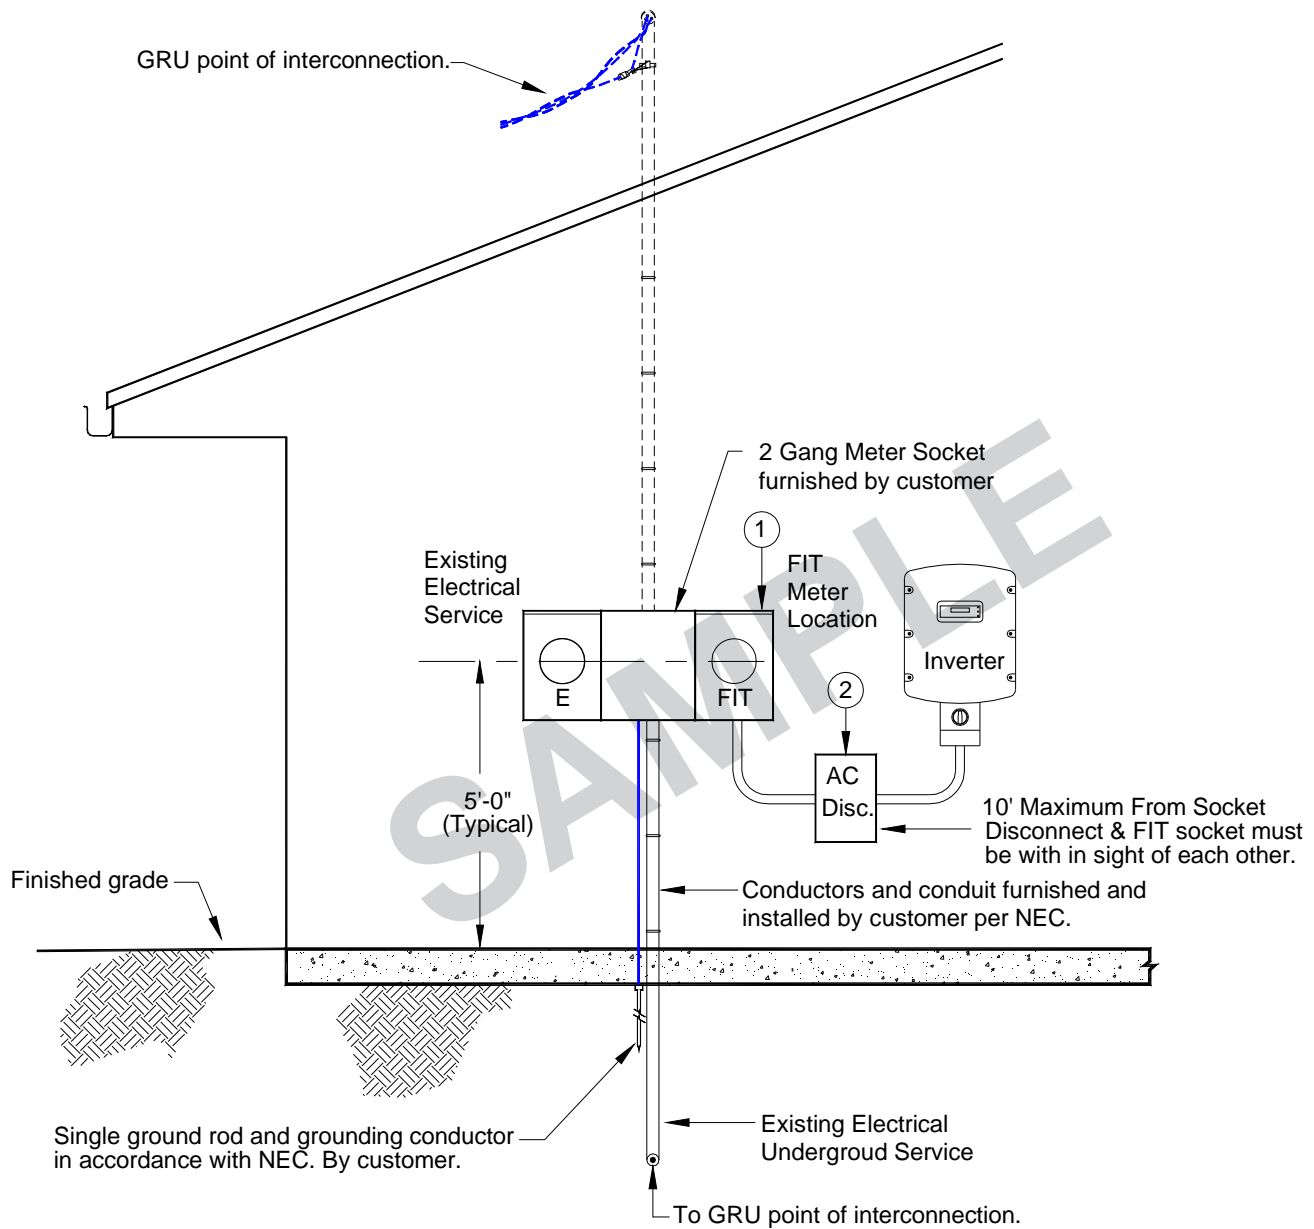 GRU point of interconnection.
2 Gang Meter Socket
furnished by customer
1
Existing
Electrical
Service
FIT
Meter
Location
Inverter
E
FIT
2
AC
Disc.
5'-0"
(Typical)
10' Maximum From Socket
Disconnect & FIT socket must
be with in sight of each other.
SAMPLE
Finished grade
Conductors and conduit furnished and
installed by customer per NEC.
Single ground rod and grounding conductor
in accordance with NEC. By customer.
Existing Electrical
Undergroud Service
To GRU point of interconnection.